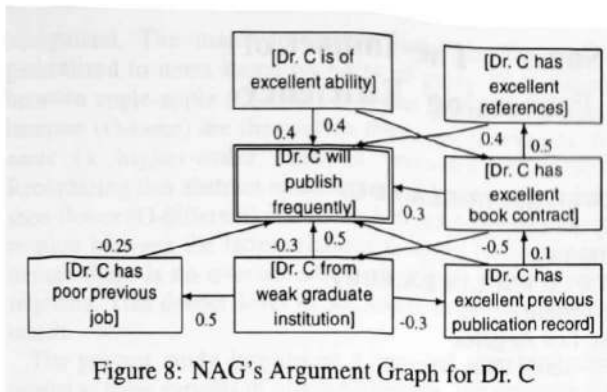 [Dr. C is of
excellent ability]
[Dr. C has
excellent
references]
0.4
0.4
0.4
0.5
[Dr. C will
publish
frequently]
[Dr. C has
excellent
book contract]
0.3
-0.25
-0.3
0.5
-0.5
0.1
[Dr. C has
poor previous
job]
[Dr. C from
weak graduate
institution]
[Dr. C has
excellent previous
publication record]
0.5
-0.3
Figure 8: NAG's Argument Graph for Dr. C